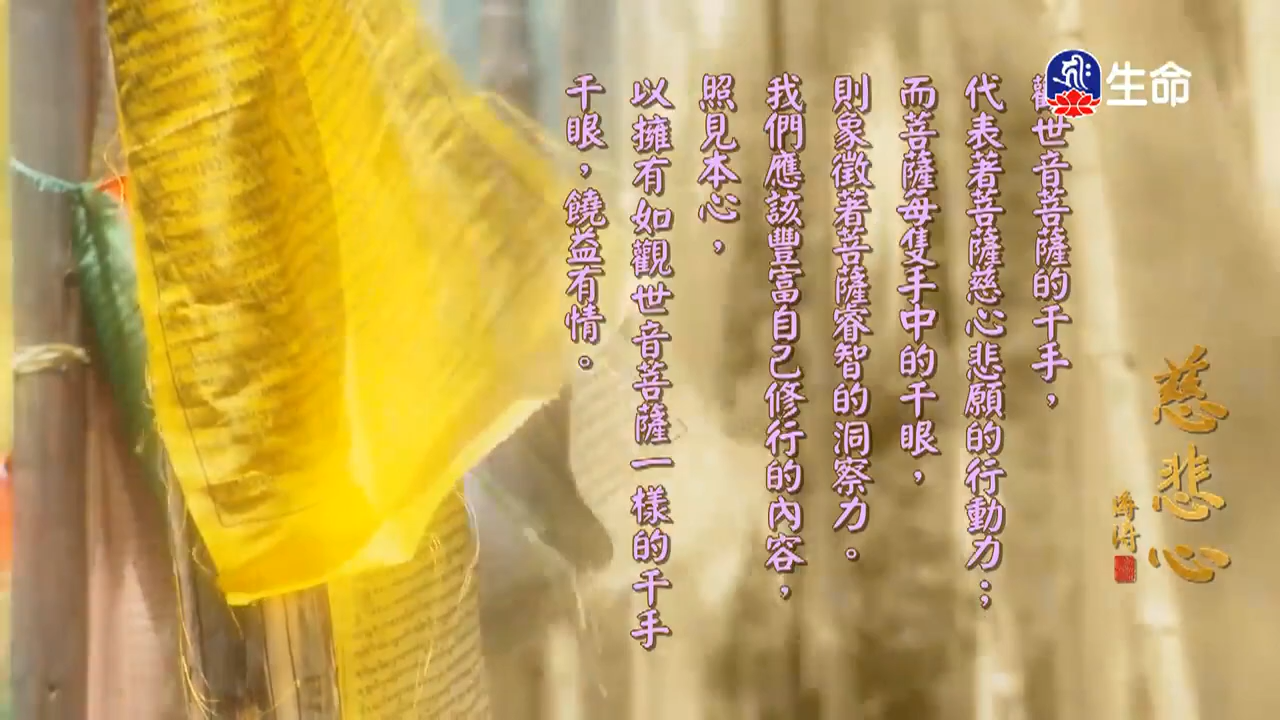 觀世音菩薩的千手，
代表著菩薩慈心悲願的行動力；
而菩薩每隻手中的千眼，
則象徵著菩薩睿智的洞察力。
我們應該豐富自己修行的內容，
照見本心，
以擁有如觀世音菩薩一樣的千手
千眼，饒益有情。
生命
慈悲心